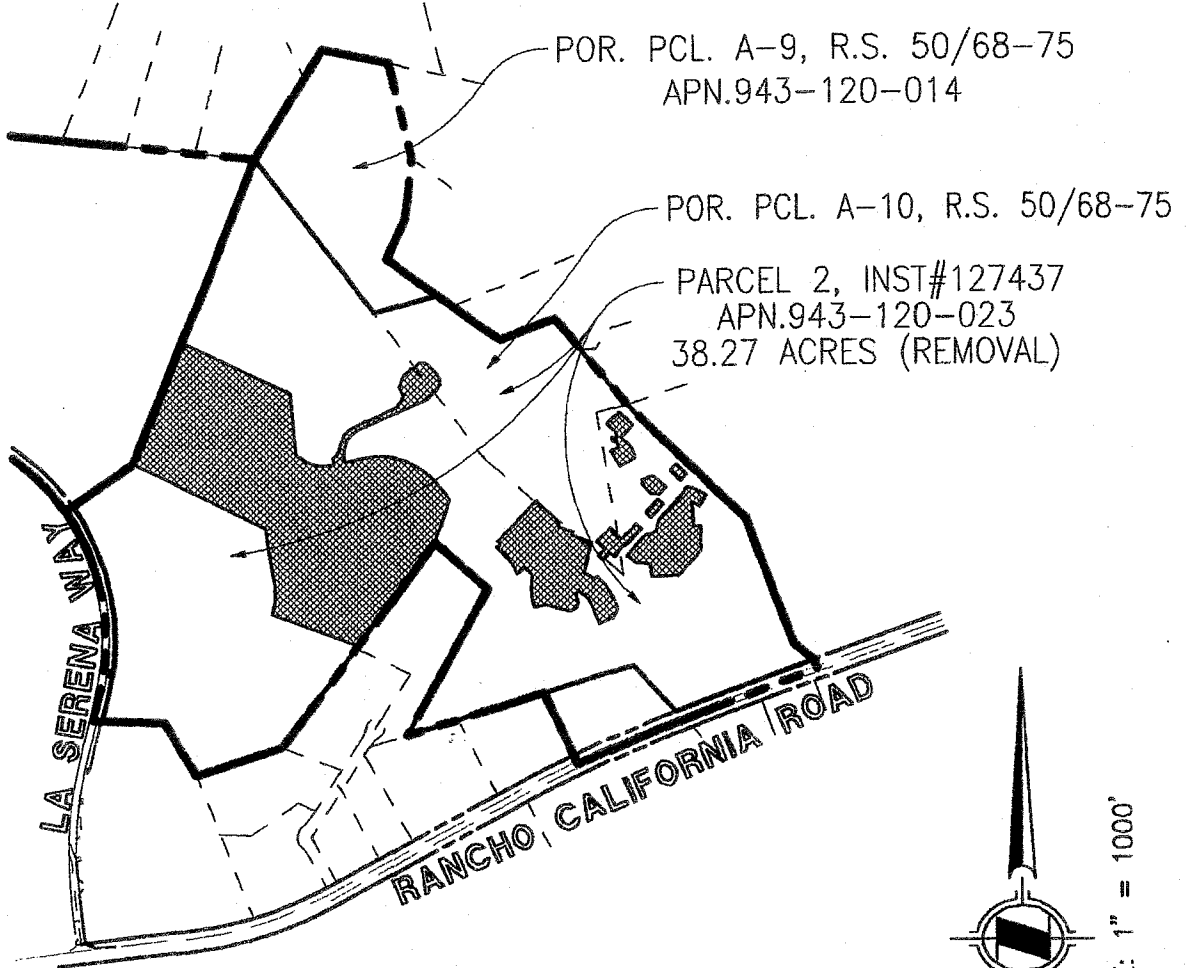 POR. PCL. A-9, R.S. 50/68-75
APN.943-120-014
POR. PCL. A-10, R.S. 50/68-75
PARCEL 2, INST#127437
APN.943-120-023
38.27 ACRES (REMOVAL)
LA SERENA WAY
RANCHO CALIFORNIA ROAD
1" = 1000'